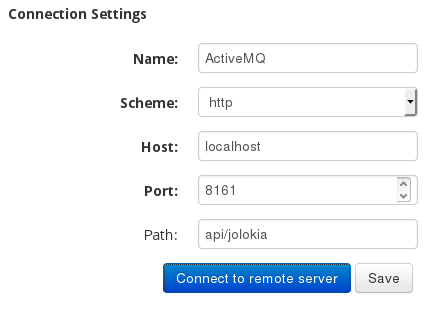 Connection Settings
Name: ActiveMQ
Scheme: http
Host: localhost
Port: 8161
Path: api/jolokia
Connect to remote server Save